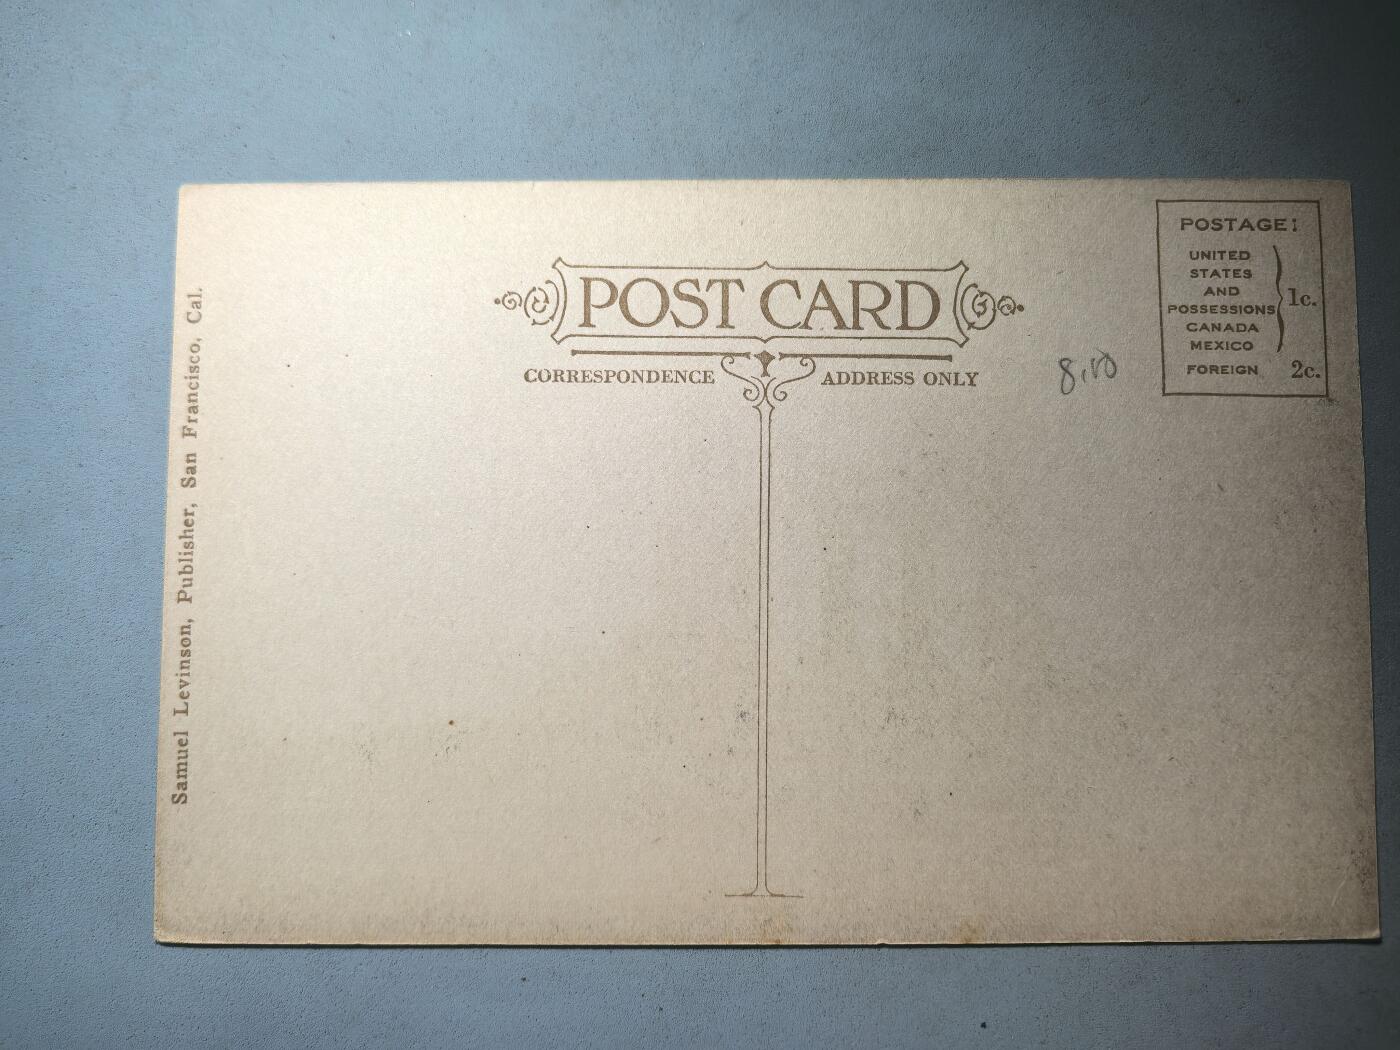 POST CARD
CORRESPONDENCE
ADDRESS ONLY
8.00
POSTAGE:
UNITED
STATES
AND
POSSESSIONS
CANADA
MEXICO
1c.
FOREIGN 2c.
Samuel Levinson, Publisher, San Francisco, Cal.